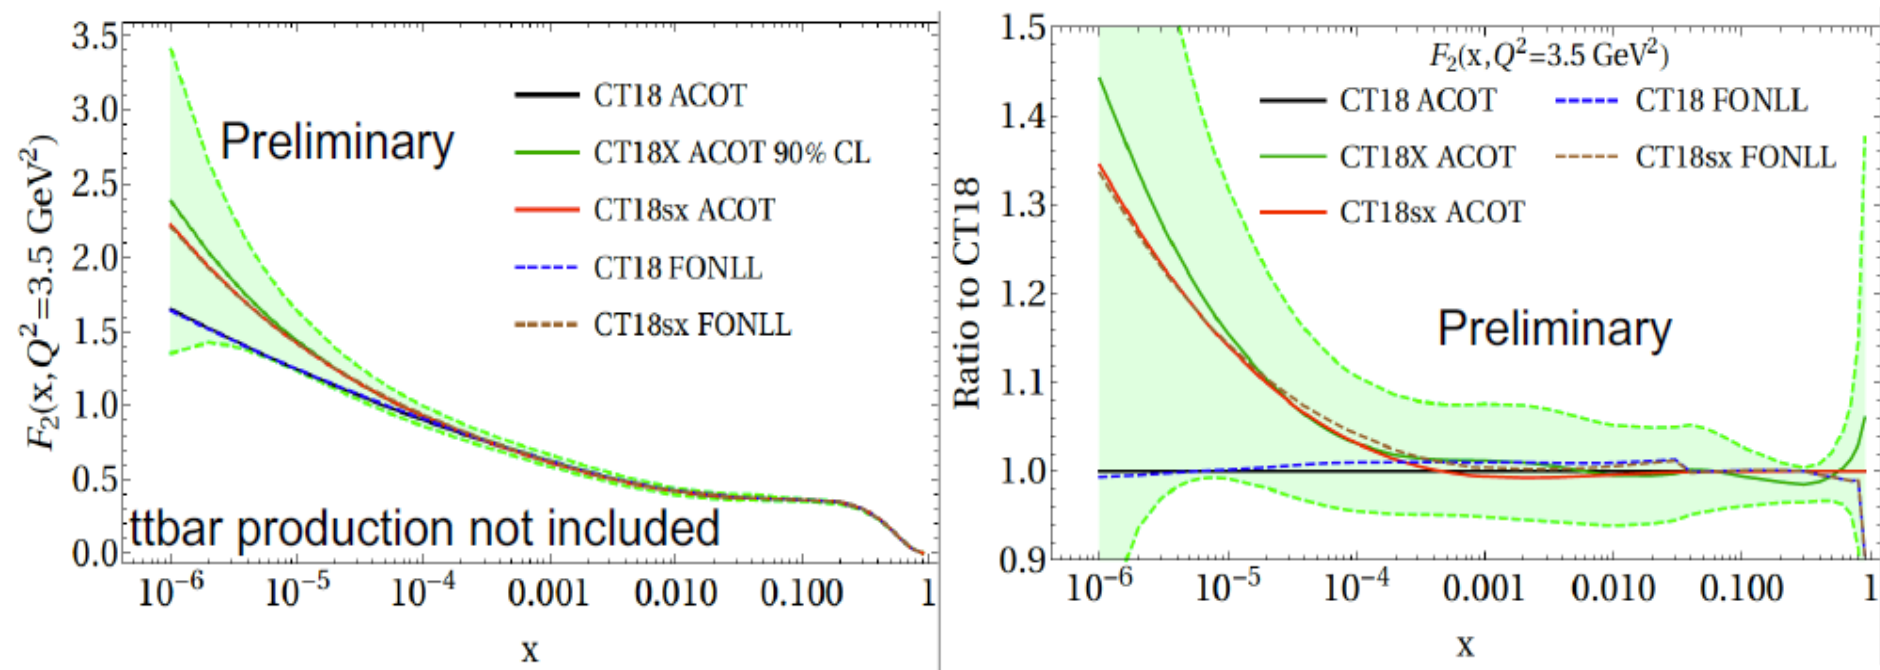 3.5
3.0
2.5
2.0
1.5
1.0
0.5
0.0
F₂(x,Q²=3.5 GeV²)
Preliminary
CT18 ACOT
CT18X ACOT 90% CL
CT18sx ACOT
CT18 FONLL
CT18sx FONLL
ttbar production not included
10⁻⁶ 10⁻⁵ 10⁻⁴ 0.001 0.010 0.100 1
x
1.5
1.4
1.3
1.2
1.1
1.0
0.9
Ratio to CT18
F₂(x,Q²=3.5 GeV²)
CT18 ACOT CT18 FONLL
CT18X ACOT CT18sx FONLL
CT18sx ACOT
Preliminary
10⁻⁶ 10⁻⁵ 10⁻⁴ 0.001 0.010 0.100 1
x